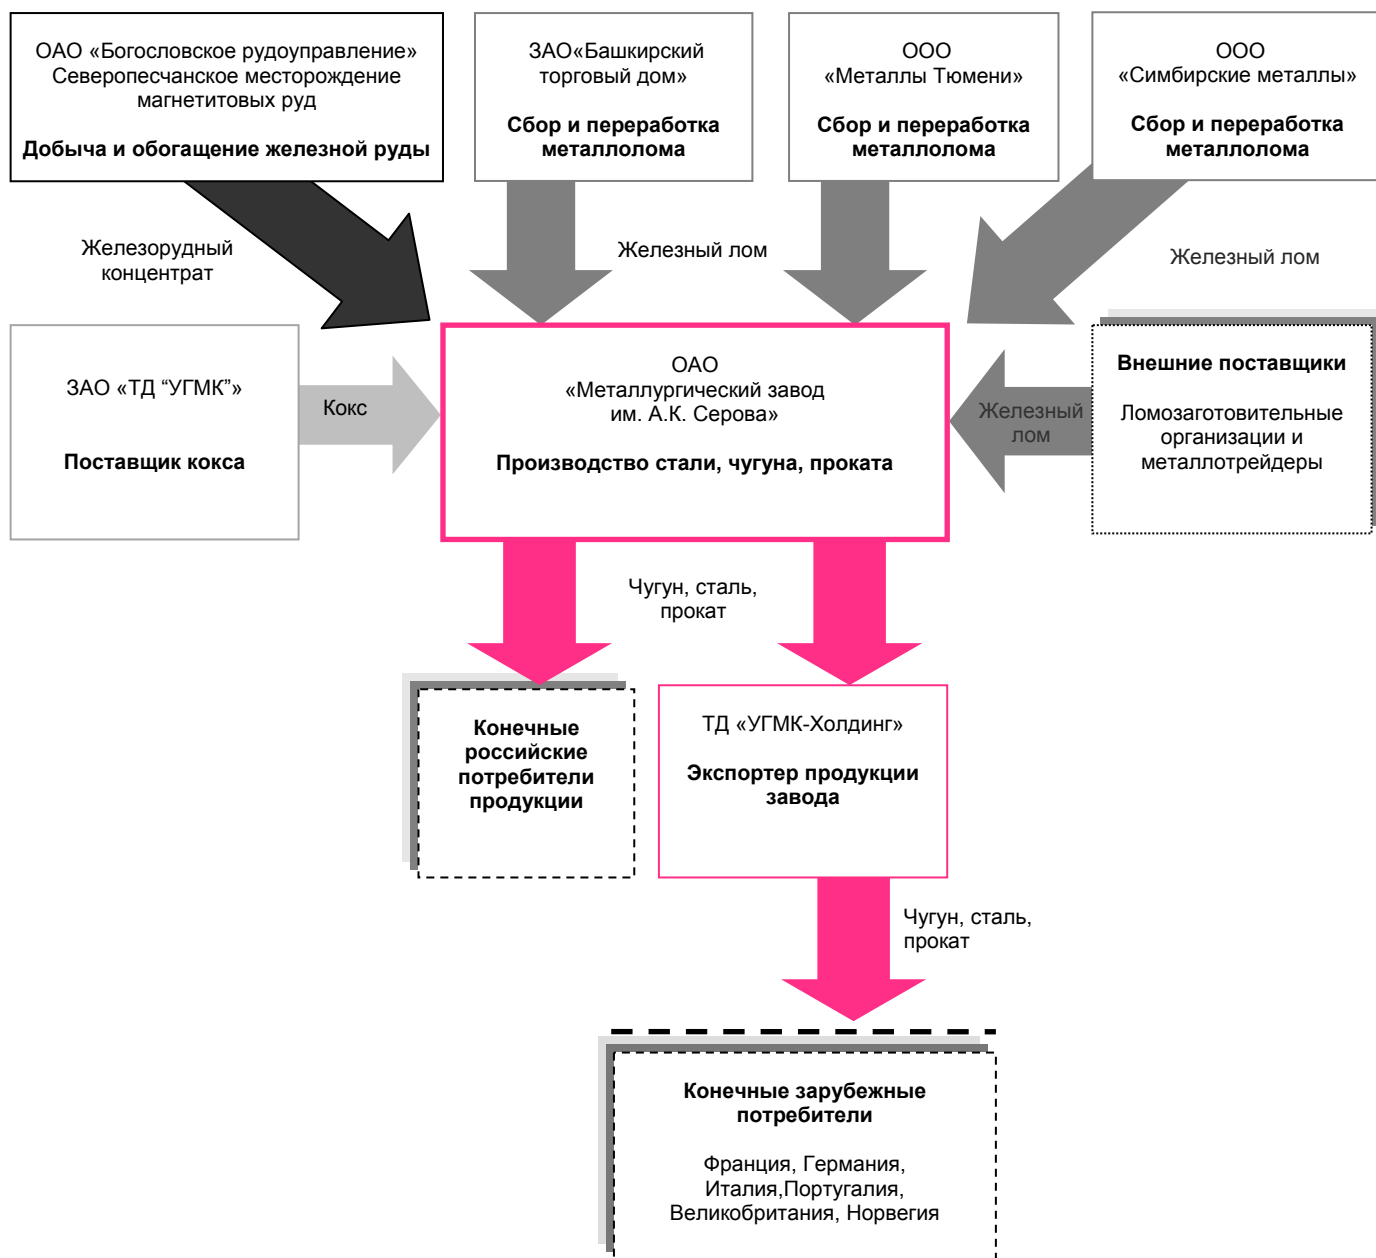 ОАО «Богословское рудоуправление»
Северопесчанское месторождение
магнетитовых руд
Добыча и обогащение железной руды
ЗАО«Башкирский
торговый дом»
Сбор и переработка
металлолома
ООО
«Металлы Тюмени»
Сбор и переработка
металлолома
ООО
«Симбирские металлы»
Сбор и переработка
металлолома
Железорудный
концентрат
Железный лом
Железный лом
ЗАО «ТД “УГМК”»
Поставщик кокса
Кокс
ОАО
«Металлургический завод
им. А.К. Серова»
Производство стали, чугуна, проката
Железный
лом
Внешние поставщики
Ломозаготовительные
организации и
металлотрейдеры
Чугун, сталь,
прокат
Конечные
российские
потребители
продукции
ТД «УГМК-Холдинг»
Экспортер продукции
завода
Чугун, сталь,
прокат
Конечные зарубежные
потребители
Франция, Германия,
Италия,Португалия,
Великобритания, Норвегия